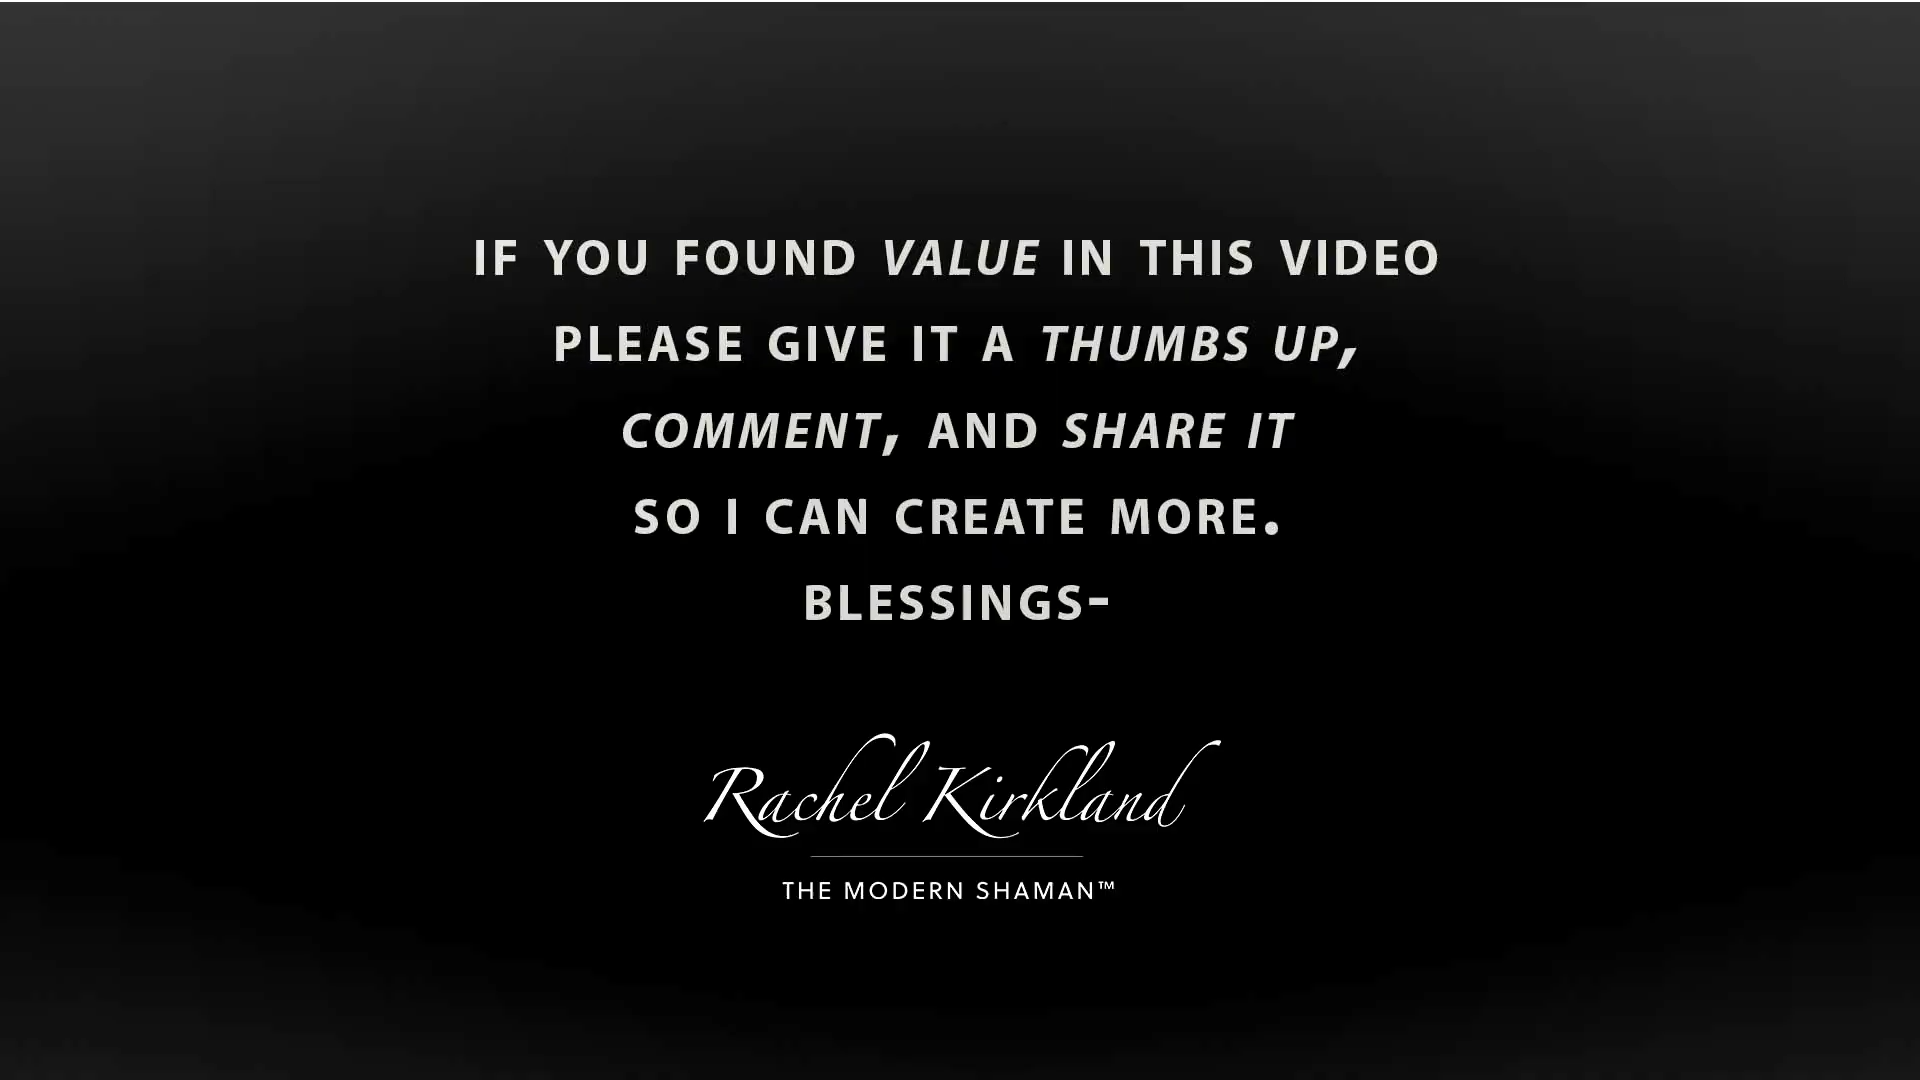 IF YOU FOUND VALUE IN THIS VIDEO
PLEASE GIVE IT A THUMBS UP,
COMMENT, AND SHARE IT
SO I CAN CREATE MORE.
BLESSINGS-
Rachel Kirkland
THE MODERN SHAMAN™